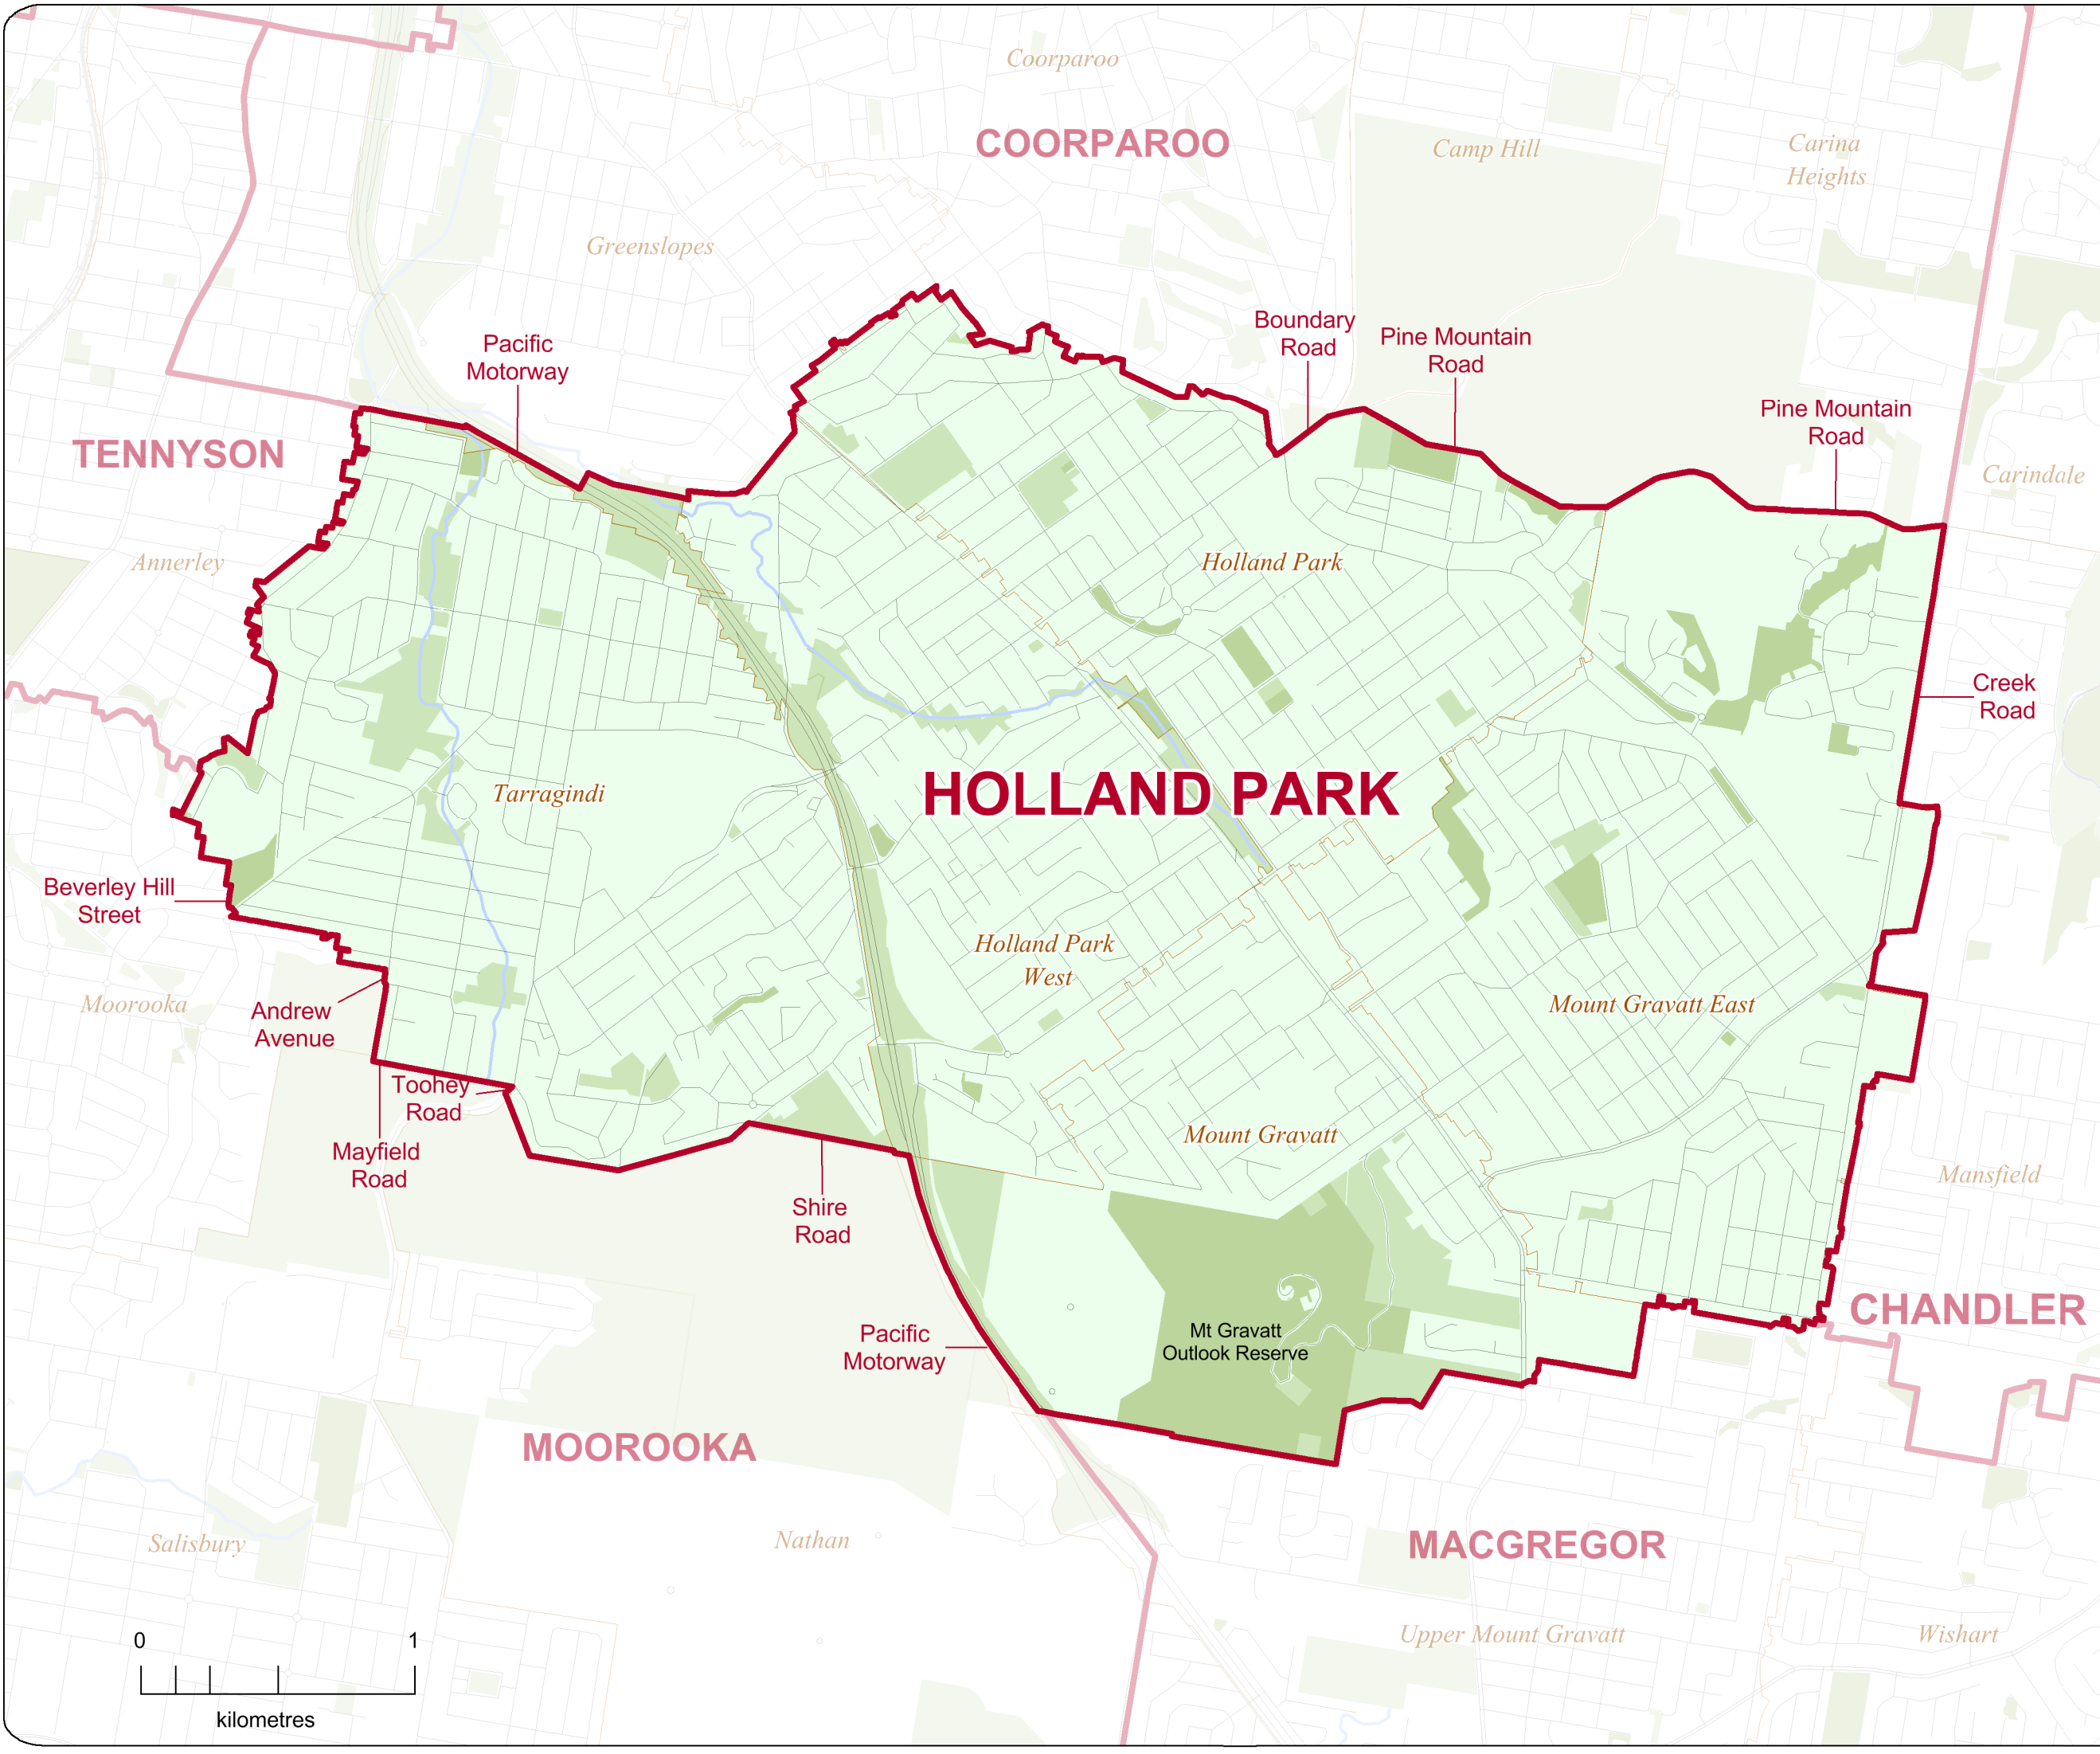 Coorparoo
COORPAROO
Camp Hill
Carina
Heights
Greenslopes
Boundary
Road
Pine Mountain
Road
Pacific
Motorway
Pine Mountain
Road
TENNYSON
Carindale
Annerley
Holland Park
Creek
Road
Tarragindi
HOLLAND PARK
Beverley Hill
Street
Holland Park
West
Moorooka
Andrew
Avenue
Mount Gravatt East
Toohey
Road
Mayfield
Road
Mount Gravatt
Mansfield
Shire
Road
CHANDLER
Pacific
Motorway
Mt Gravatt
Outlook Reserve
MOOROOKA
Salisbury
Nathan
MACGREGOR
Upper Mount Gravatt
Wishart
0 1
kilometres